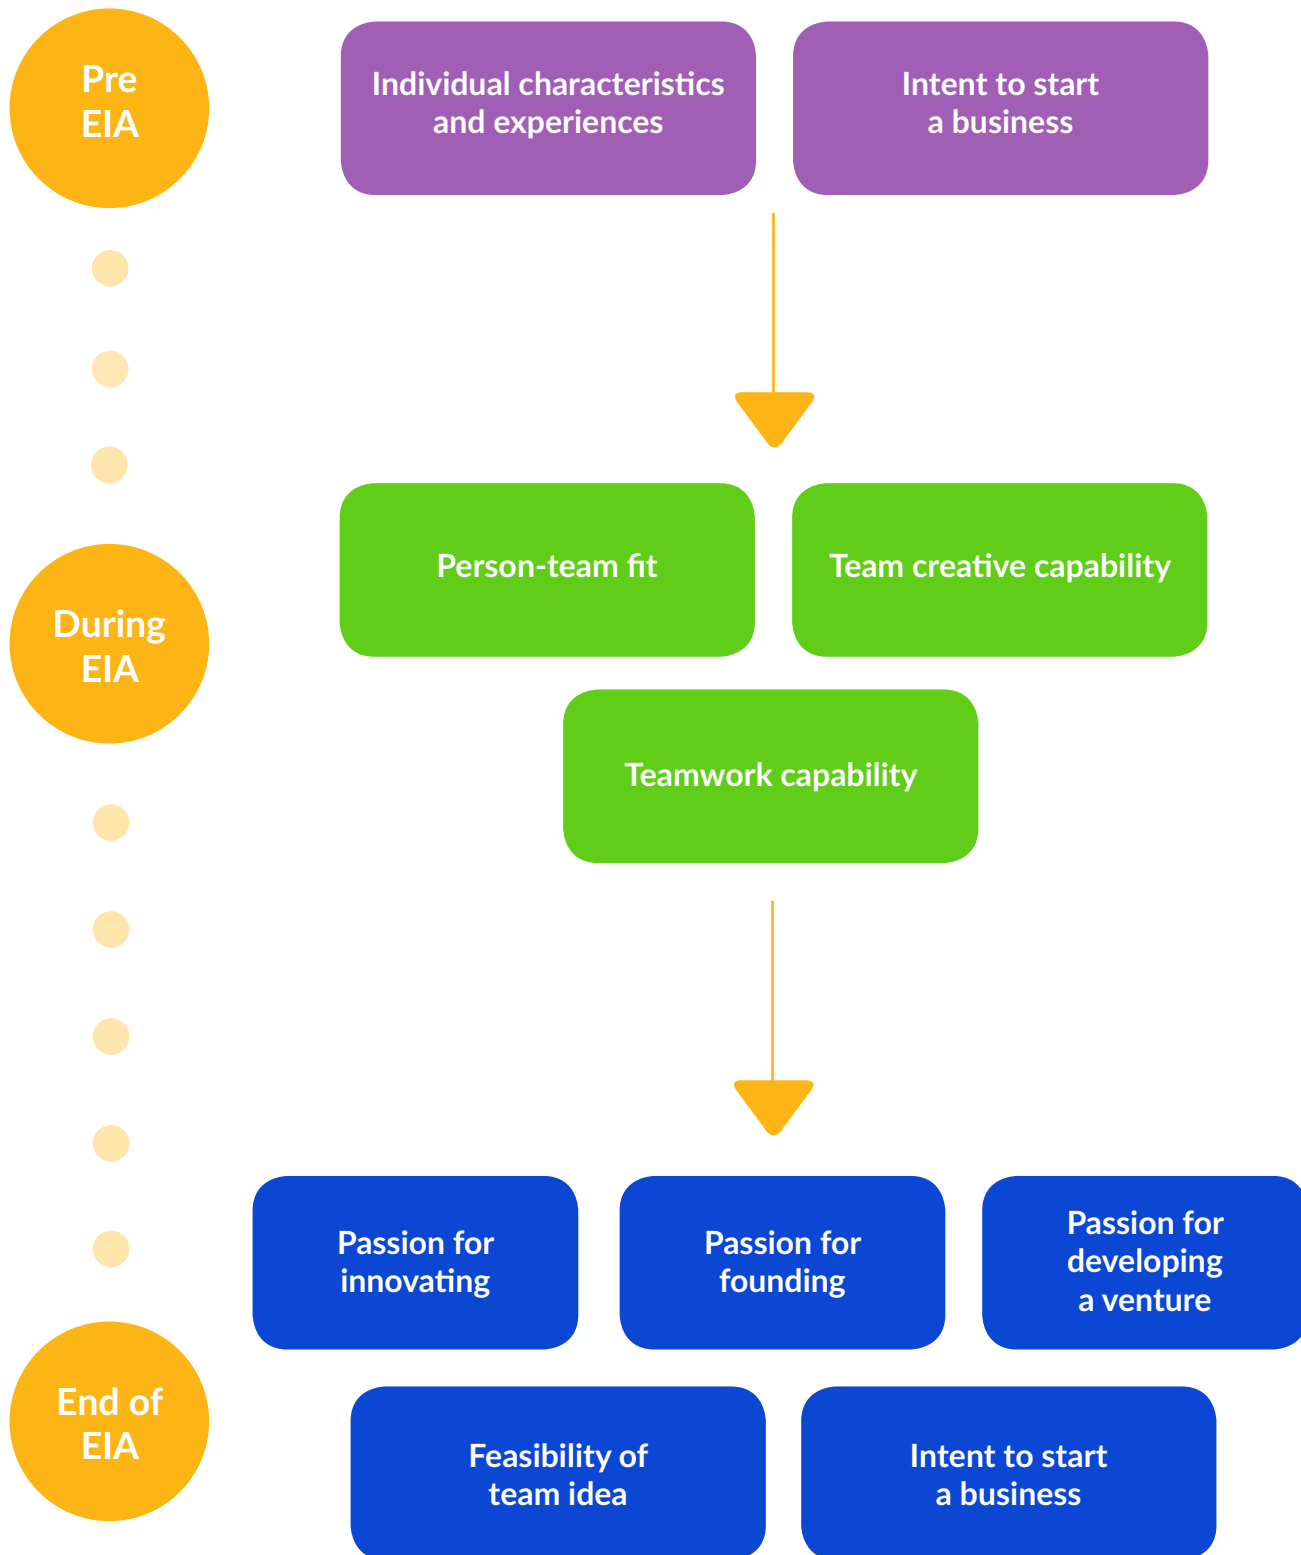 Pre
EIA
Individual characteristics
and experiences
Intent to start
a business
During
EIA
Person-team fit
Team creative capability
Teamwork capability
Passion for
innovating
Passion for
founding
Passion for
developing
a venture
End of
EIA
Feasibility of
team idea
Intent to start
a business